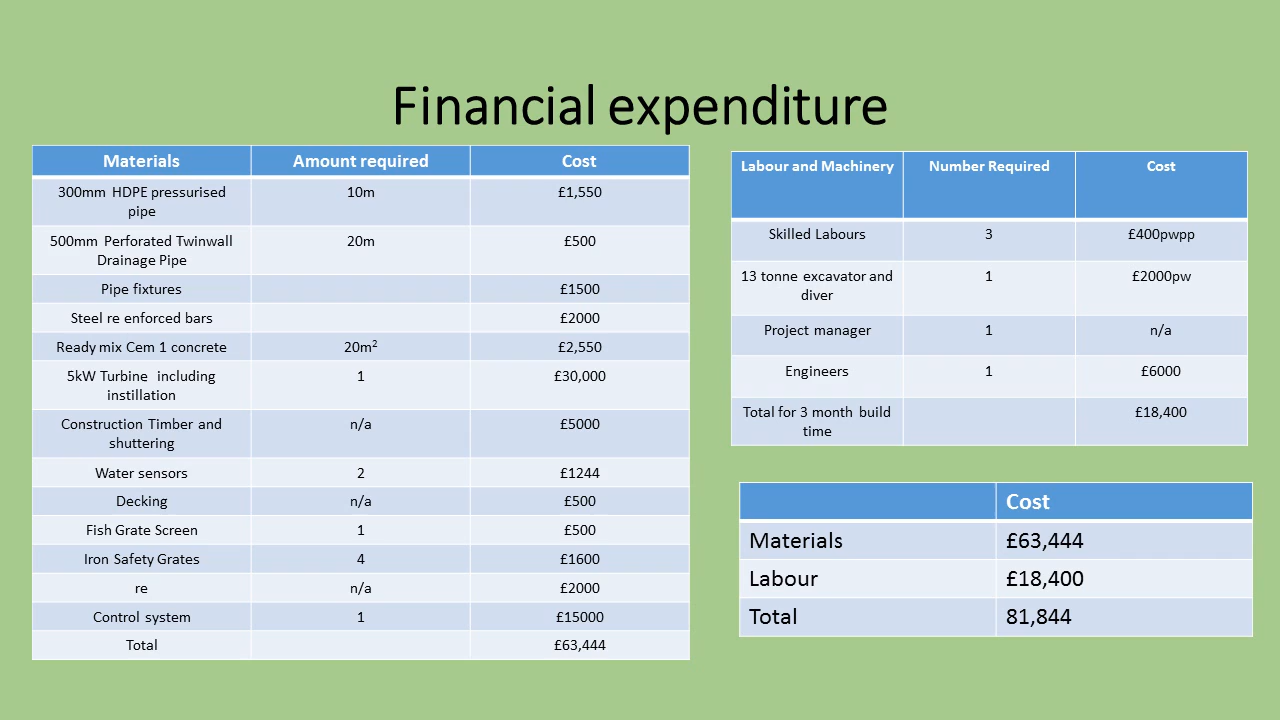 Financial expenditure
Materials Amount required Cost
300mm HDPE pressurised 10m £1,550
pipe
500mm Perforated Twinwall 20m £500
Drainage Pipe
Pipe fixtures £1500
Steel re enforced bars £2000
Ready mix Cem 1 concrete 20m² £2,550
5kW Turbine including 1 £30,000
instillation
Construction Timber and n/a £5000
shuttering
Water sensors 2 £1244
Decking n/a £500
Fish Grate Screen 1 £500
Iron Safety Grates 4 £1600
re n/a £2000
Control system 1 £15000
Total £63,444
Labour and Machinery Number Required Cost
Skilled Labours 3 £400pwpp
13 tonne excavator and 1 £2000pw
diver
Project manager 1 n/a
Engineers 1 £6000
Total for 3 month build £18,400
time
Cost
Materials £63,444
Labour £18,400
Total 81,844